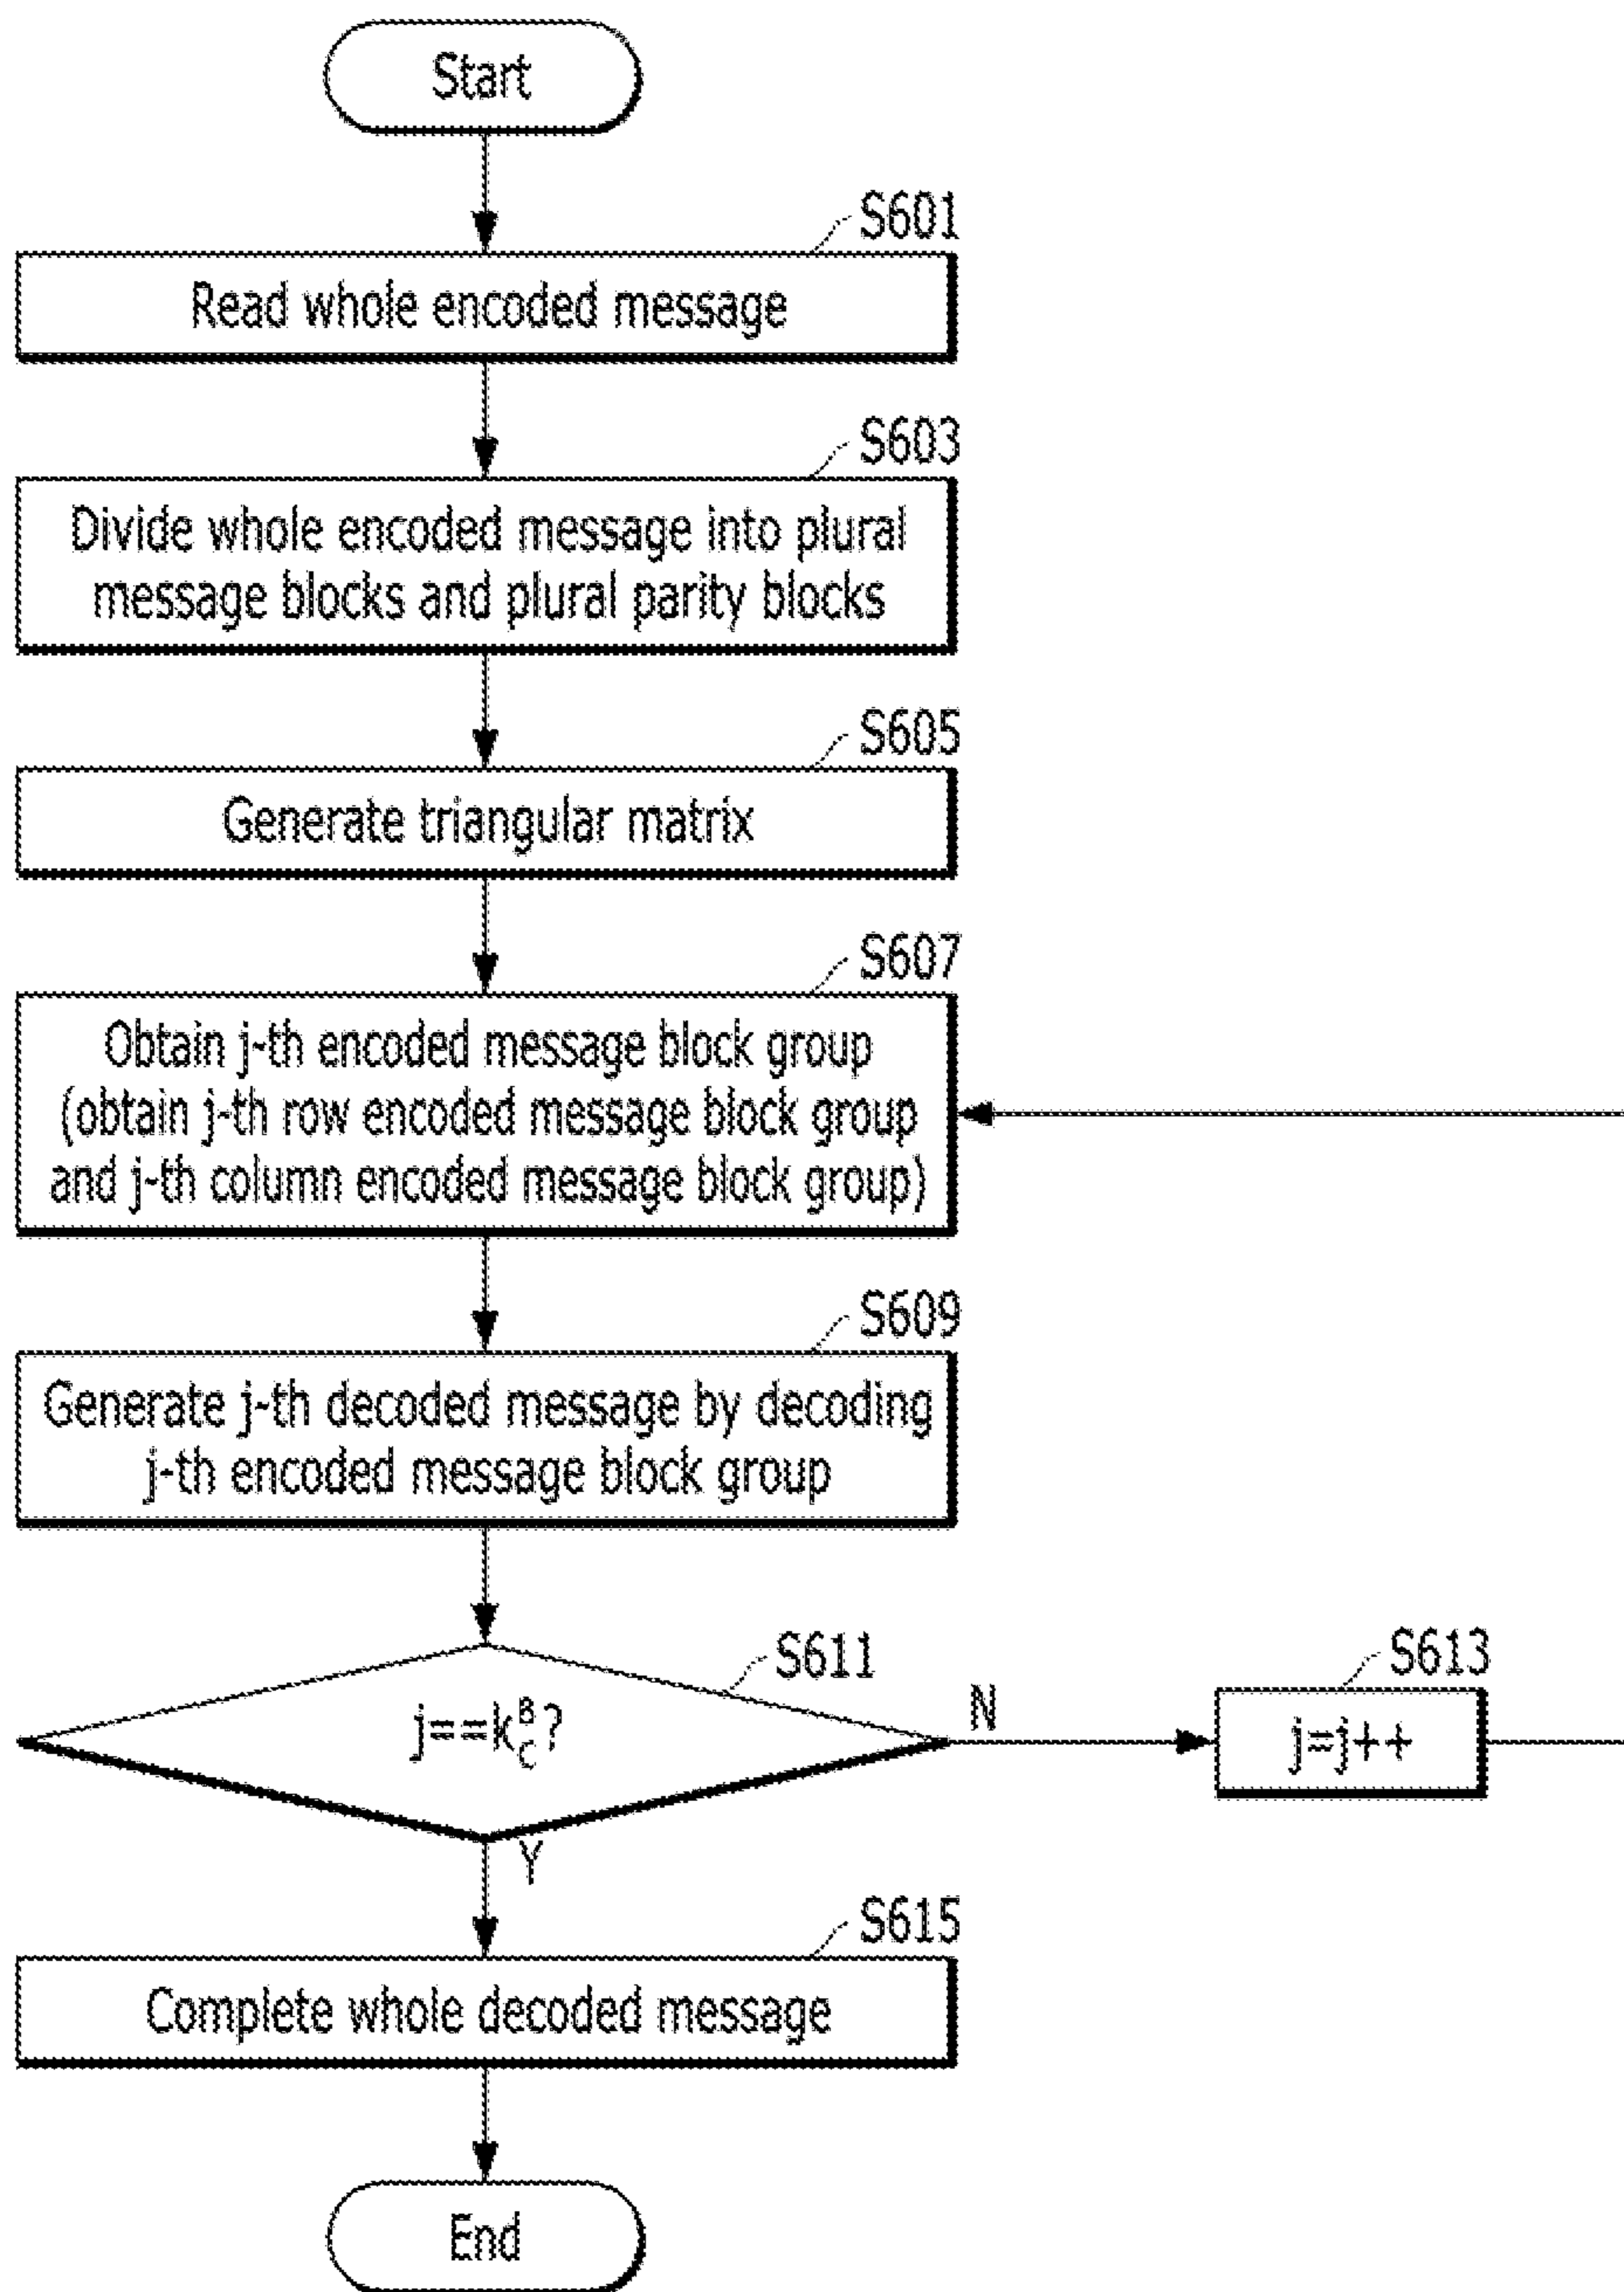 Start
S601
Read whole encoded message
S603
Divide whole encoded message into plural
message blocks and plural parity blocks
S605
Generate triangular matrix
S607
Obtain j-th encoded message block group
(obtain j-th row encoded message block group
and j-th column encoded message block group)
S609
Generate j-th decoded message by decoding
j-th encoded message block group
S611
j==k_C^B?
N
S613
j=j++
Y
S615
Complete whole decoded message
End